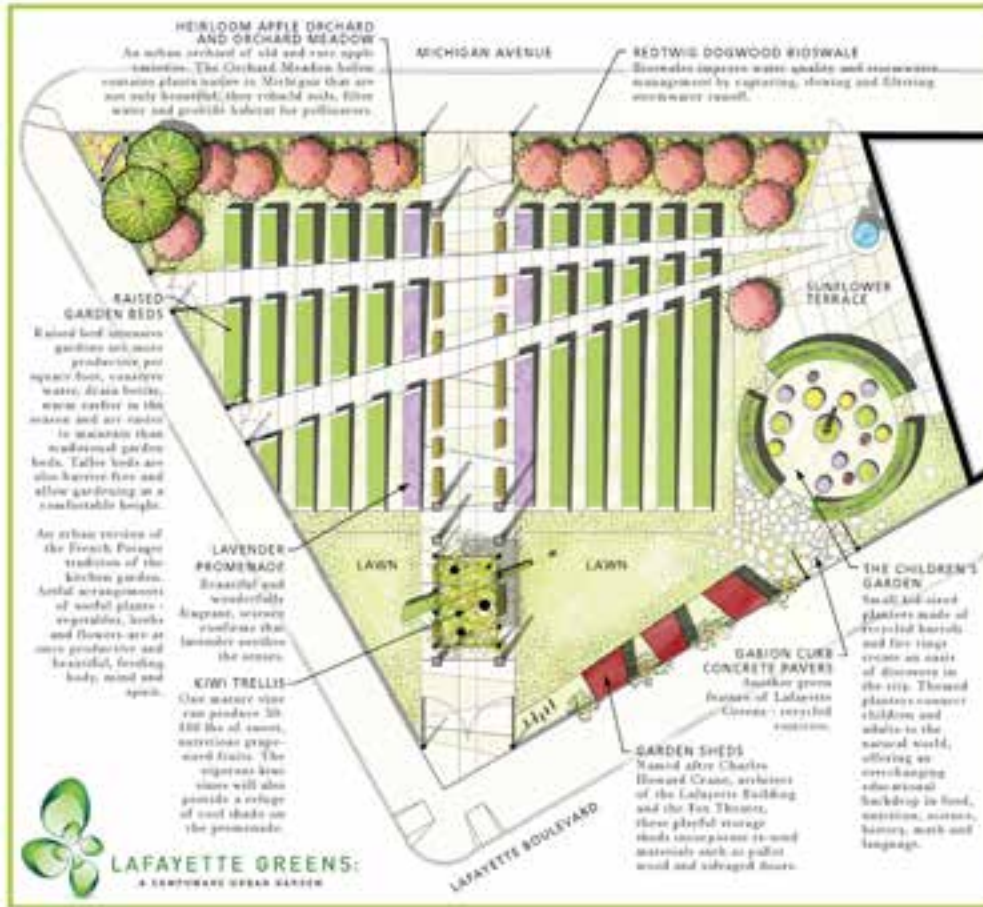 HEIRLOOM APPLE ORCHARD
AND ORCHARD MEADOW
An urban orchard of old and rare apple
varieties. The Orchard Meadow below
contains plants native to Michigan that are
not only beautiful, they rebuild soils, filter
water and provide habitat for pollinators.
MICHIGAN AVENUE
REDTWIG DOGWOOD BIOSWALE
Bioswales improve water quality and stormwater
management by capturing, slowing and filtering
stormwater runoff.
RAISED
GARDEN BEDS
Raised bed intensive
gardens are more
productive per
square foot, conserve
water, drain better,
warm earlier in the
season and are easier
to maintain than
traditional garden
beds. Taller beds are
also barrier free and
allow gardening at a
comfortable height.
An urban version of
the French Potager
tradition of the
kitchen garden.
Artful arrangements
of useful plants -
vegetables, herbs
and flowers are at
once productive and
beautiful, feeding
body, mind and
spirit.
SUNFLOWER
TERRACE
LAVENDER
PROMENADE
Beautiful and
wonderfully
fragrant, science
confirms that
lavender soothes
the senses.
LAWN
LAWN
KIWI TRELLIS
One mature vine
can produce
lbs of sweet,
nutritious grape-
sized fruits. The
vigorous kiwi
vines will also
provide a refuge
of cool shade on
the promenade.
GABION CURB
CONCRETE PAVERS
Another green
feature of Lafayette
Greens - recycled
concrete.
THE CHILDREN'S
GARDEN
Small kid-sized
planters made of
recycled barrels
and fire rings
create an oasis
of discovery in
the city. Themed
planters connect
children and
adults to the
natural world,
offering an
everchanging
educational
backdrop in food,
nutrition, science,
history, math and
language.
GARDEN SHEDS
Named after Charles
Howard Crane, architect
of the Lafayette Building
and the Fox Theater,
these playful storage
sheds incorporate re-used
materials such as pallet
wood and salvaged doors.
LAFAYETTE BOULEVARD
LAFAYETTE GREENS:
A COMPUWARE URBAN GARDEN